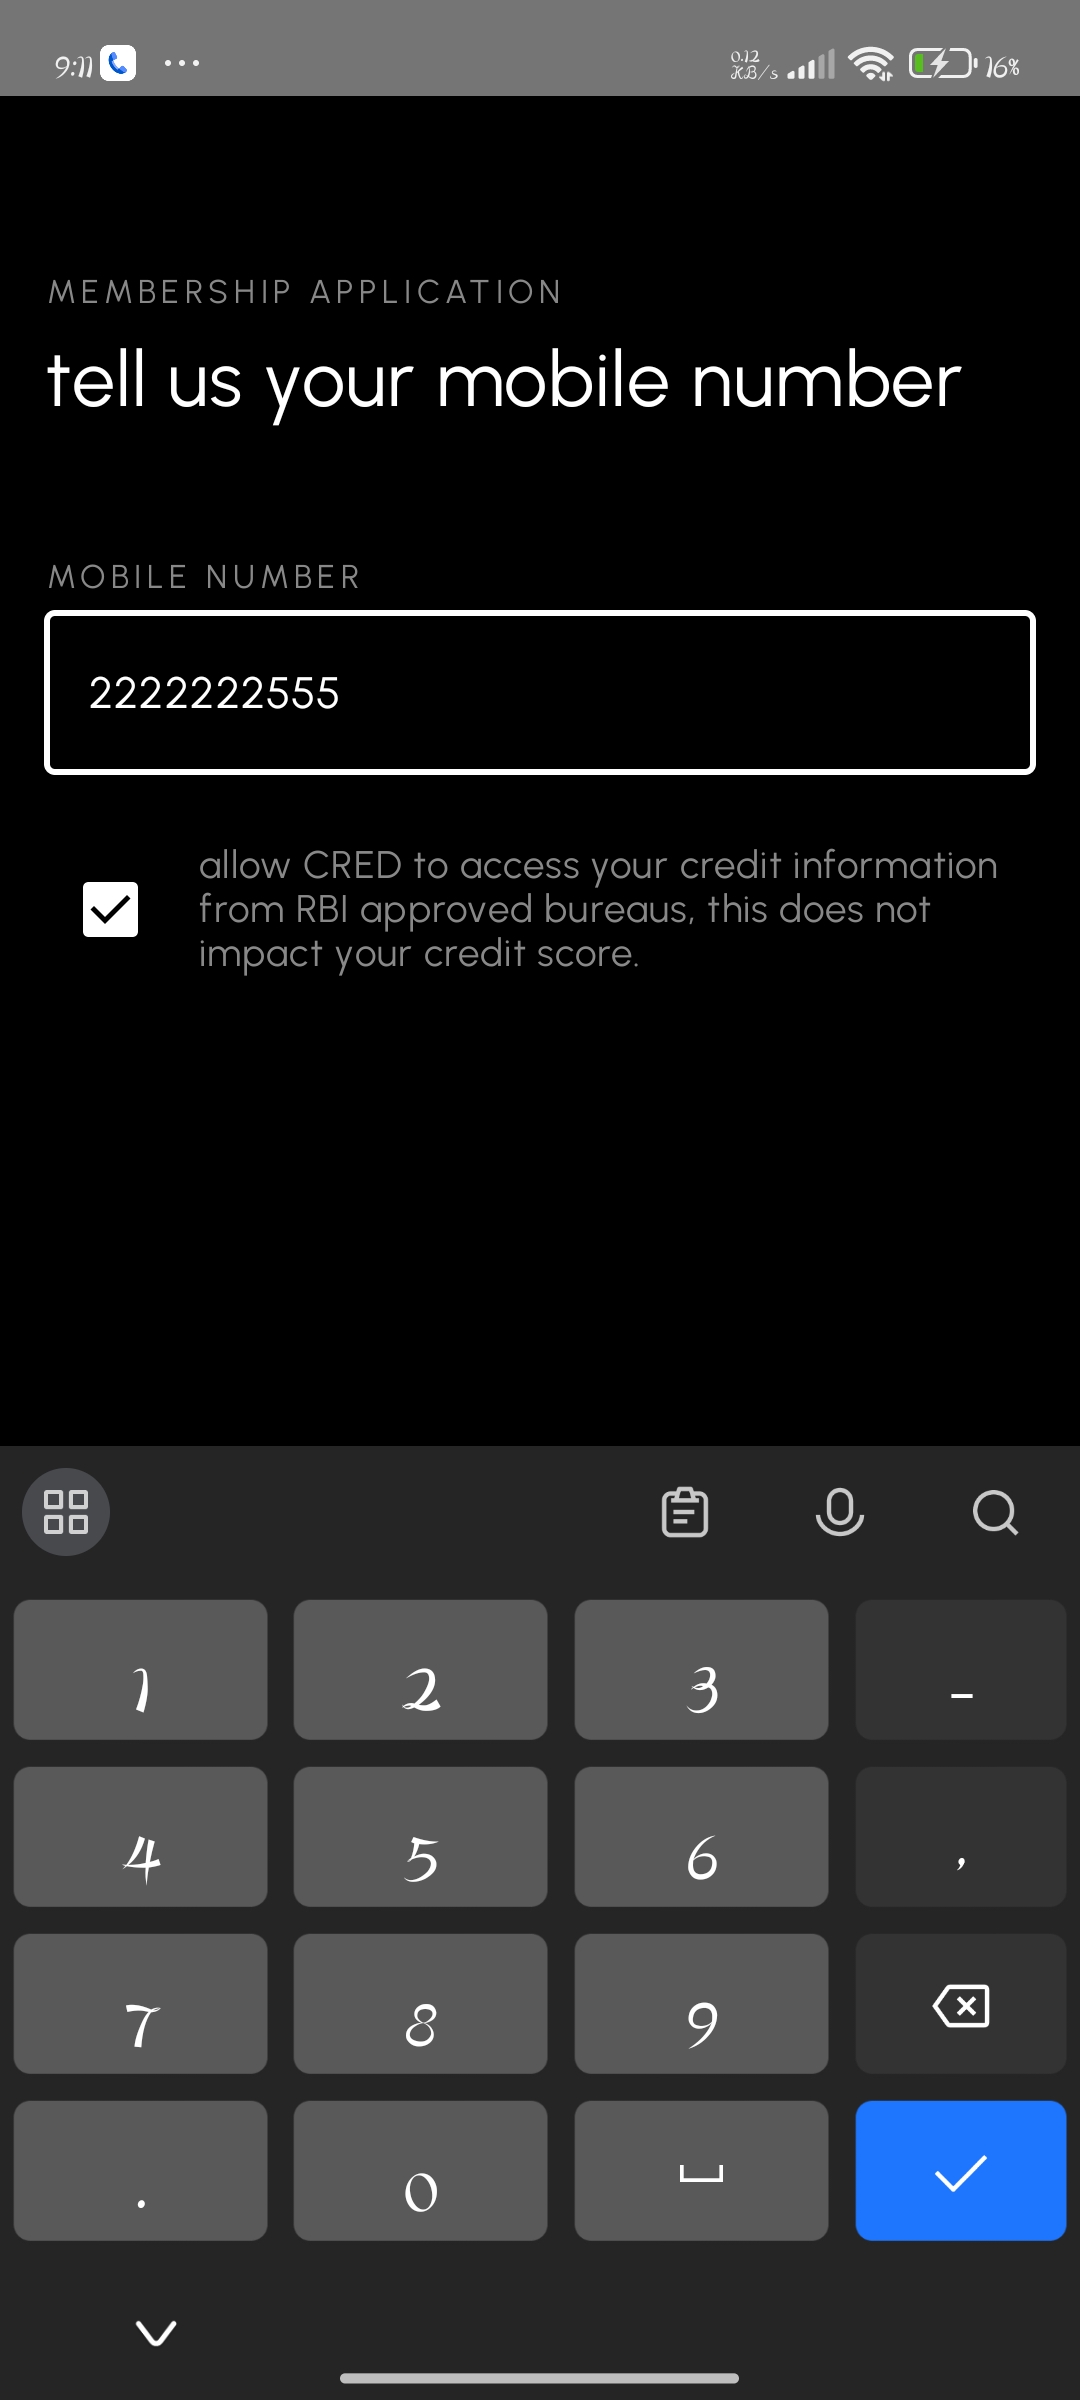 9:11
0.12
KB/s
16%
MEMBERSHIP APPLICATION
tell us your mobile number
MOBILE NUMBER
2222222555
allow CRED to access your credit information
from RBI approved bureaus, this does not
impact your credit score.
1 2 3 -
4 5 6 ,
7 8 9
. 0